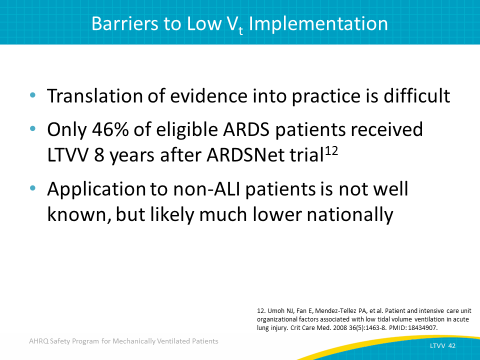 Barriers to Low Vt Implementation
• Translation of evidence into practice is difficult
• Only 46% of eligible ARDS patients received
LTVV 8 years after ARDSNet trial12
• Application to non-ALI patients is not well
known, but likely much lower nationally
12. Umoh NJ, Fan E, Mendez-Tellez PA, et al. Patient and intensive care unit
organizational factors associated with low tidal volume ventilation in acute
lung injury. Crit Care Med. 2008 36(5):1463-8. PMID: 18434907.
AHRQ Safety Program for Mechanically Ventilated Patients
LTVV 42